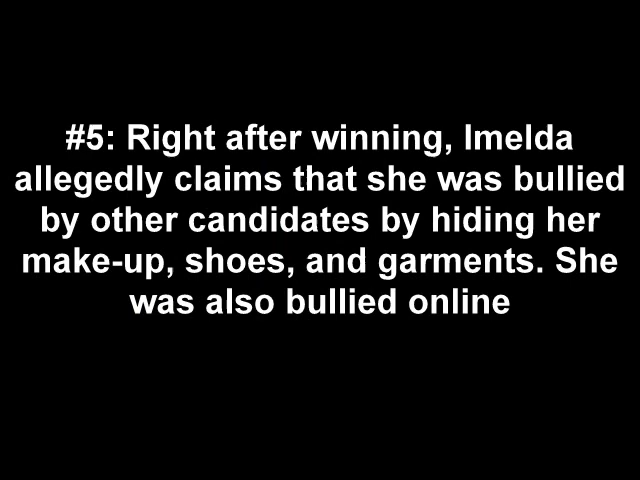 #5: Right after winning, Imelda
allegedly claims that she was bullied
by other candidates by hiding her
make-up, shoes, and garments. She
was also bullied online